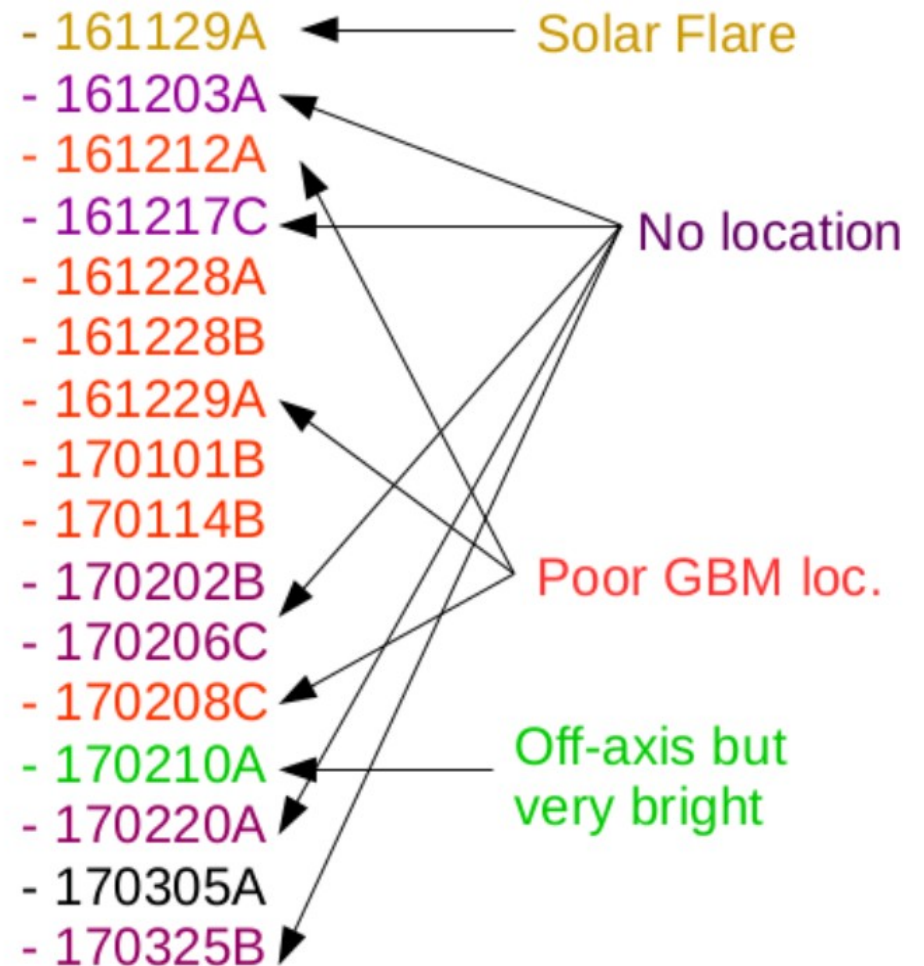 - 161129A
Solar Flare
- 161203A
- 161212A
- 161217C
No location
- 161228A
- 161228B
- 161229A
- 170101B
- 170114B
- 170202B
Poor GBM loc.
- 170206C
- 170208C
- 170210A
Off-axis but
very bright
- 170220A
- 170305A
- 170325B